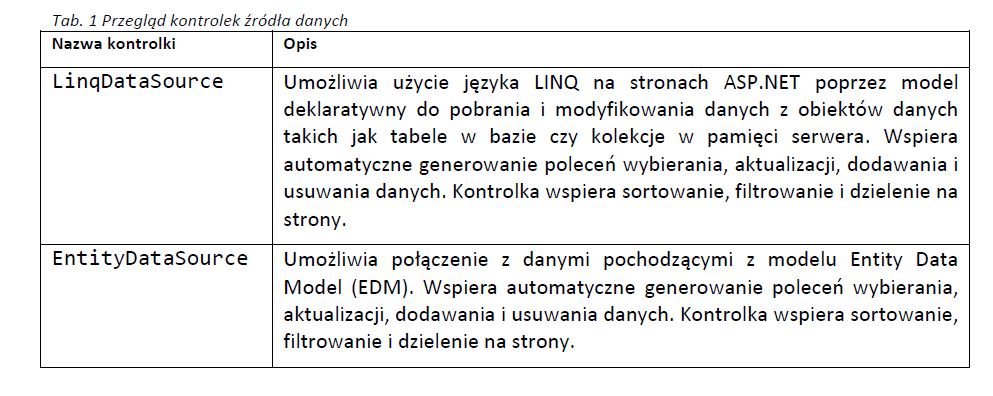 Tab. 1 Przegląd kontrolek źródła danych
Nazwa kontrolki
Opis
LinqDataSource
Umożliwia użycie języka LINQ na stronach ASP.NET poprzez model
deklaratywny do pobrania i modyfikowania danych z obiektów danych
takich jak tabele w bazie czy kolekcje w pamięci serwera. Wspiera
automatyczne generowanie poleceń wybierania, aktualizacji, dodawania i
usuwania danych. Kontrolka wspiera sortowanie, filtrowanie i dzielenie na
strony.
EntityDataSource
Umożliwia połączenie z danymi pochodzącymi z modelu Entity Data
Model (EDM). Wspiera automatyczne generowanie poleceń wybierania,
aktualizacji, dodawania i usuwania danych. Kontrolka wspiera sortowanie,
filtrowanie i dzielenie na strony.